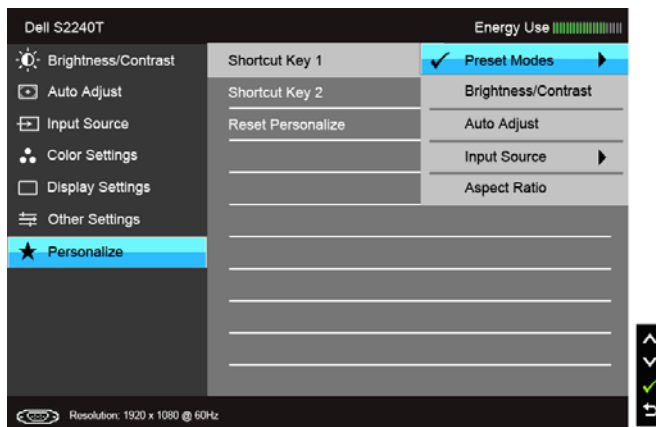 Dell S2240T
Energy Use
Brightness/Contrast
Auto Adjust
Input Source
Color Settings
Display Settings
Other Settings
Personalize
Shortcut Key 1
Shortcut Key 2
Reset Personalize
Preset Modes
Brightness/Contrast
Auto Adjust
Input Source
Aspect Ratio
Resolution: 1920 x 1080 @ 60Hz